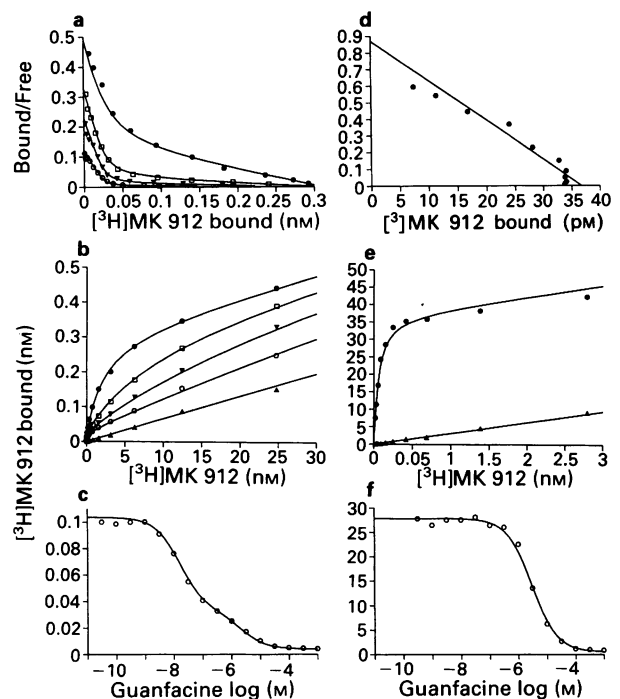 a
Bound/Free
0.5
0.4
0.3
0.2
0.1
0
0 0.05 0.1 0.15 0.2 0.25 0.3
[³H]MK 912 bound (nM)
d
0.9
0.8
0.7
0.6
0.5
0.4
0.3
0.2
0.1
0
0 5 10 15 20 25 30 35 40
[³]MK 912 bound (pM)
[³H]MK 912 bound (nM)
b
0.5
0.4
0.3
0.2
0.1
0
0 5 10 15 20 25 30
[³H]MK 912 (nM)
e
50
45
40
35
30
25
20
15
10
5
0
0 0.05 1 1.5 2 2.5 3
[³H]MK 912 (nM)
c
0.1
0.08
0.06
0.04
0.02
0
−10 −8 −6 −4
Guanfacine log (M)
f
30
25
20
15
10
5
0
−10 −8 −6 −4
Guanfacine log (M)